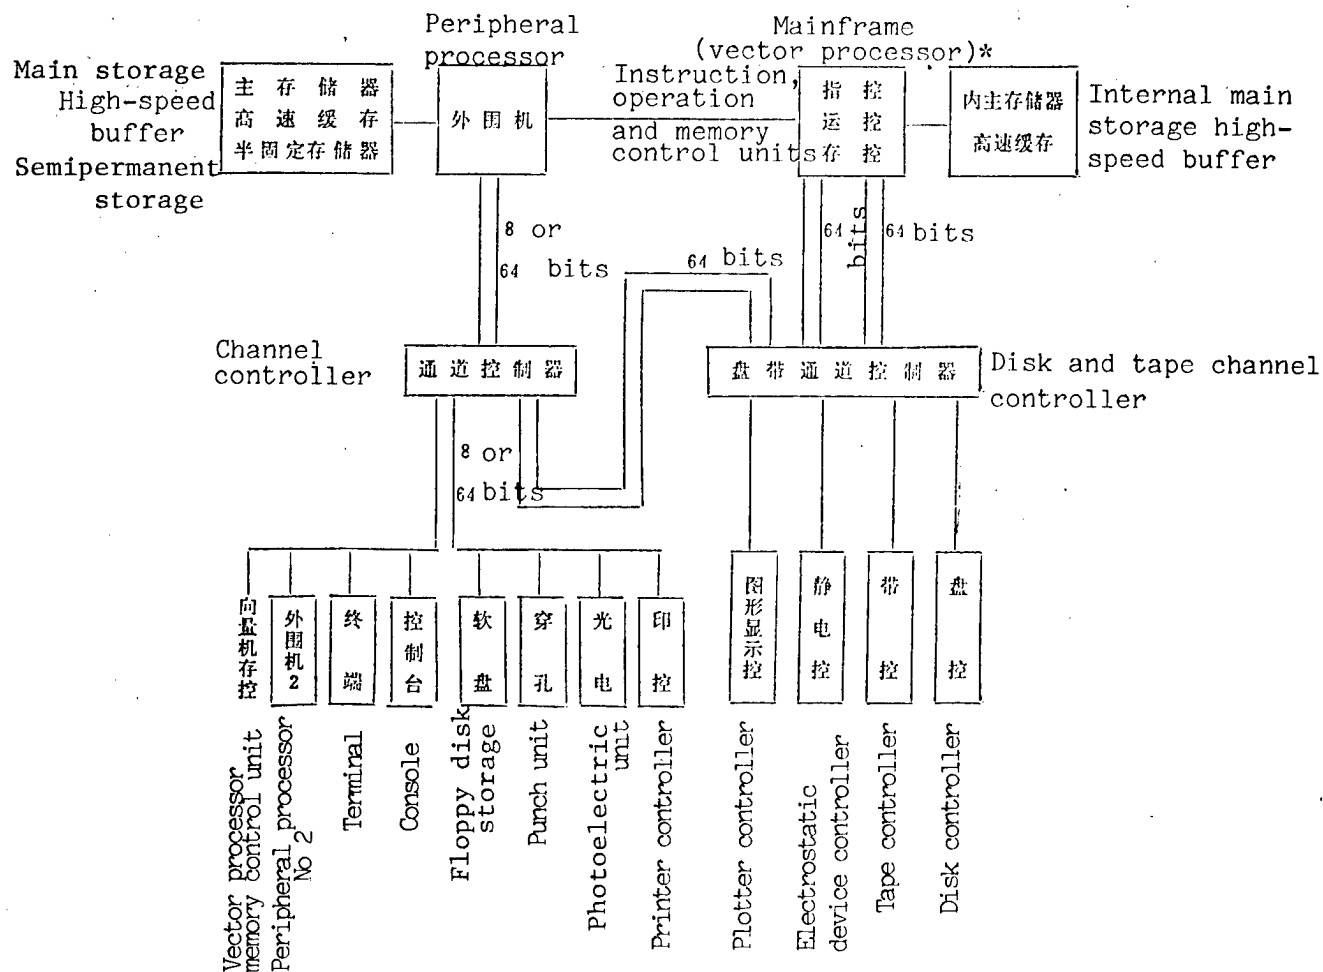 Peripheral
processor
Mainframe
(vector processor)*
Main storage
High-speed
buffer
Semipermanent
storage
主存储器
高速缓存
半固定存储器
外围机
Instruction,
operation
and memory
control units
指控
运控
存控
内主存储器
高速缓存
Internal main
storage high-
speed buffer
8 or
64 bits
64 bits
64 bits
64 bits
Channel
controller
通道控制器
盘带通道控制器
Disk and tape channel
controller
8 or
64 bits
向量机存控
外围机2
终端
控制台
软盘
穿孔
光电
印控
图形显示控
静电控
带控
盘控
Vector processor
memory control unit
Peripheral processor
No 2
Terminal
Console
Floppy disk
storage
Punch unit
Photoelectric
unit
Printer controller
Plotter controller
Electrostatic
device controller
Tape controller
Disk controller